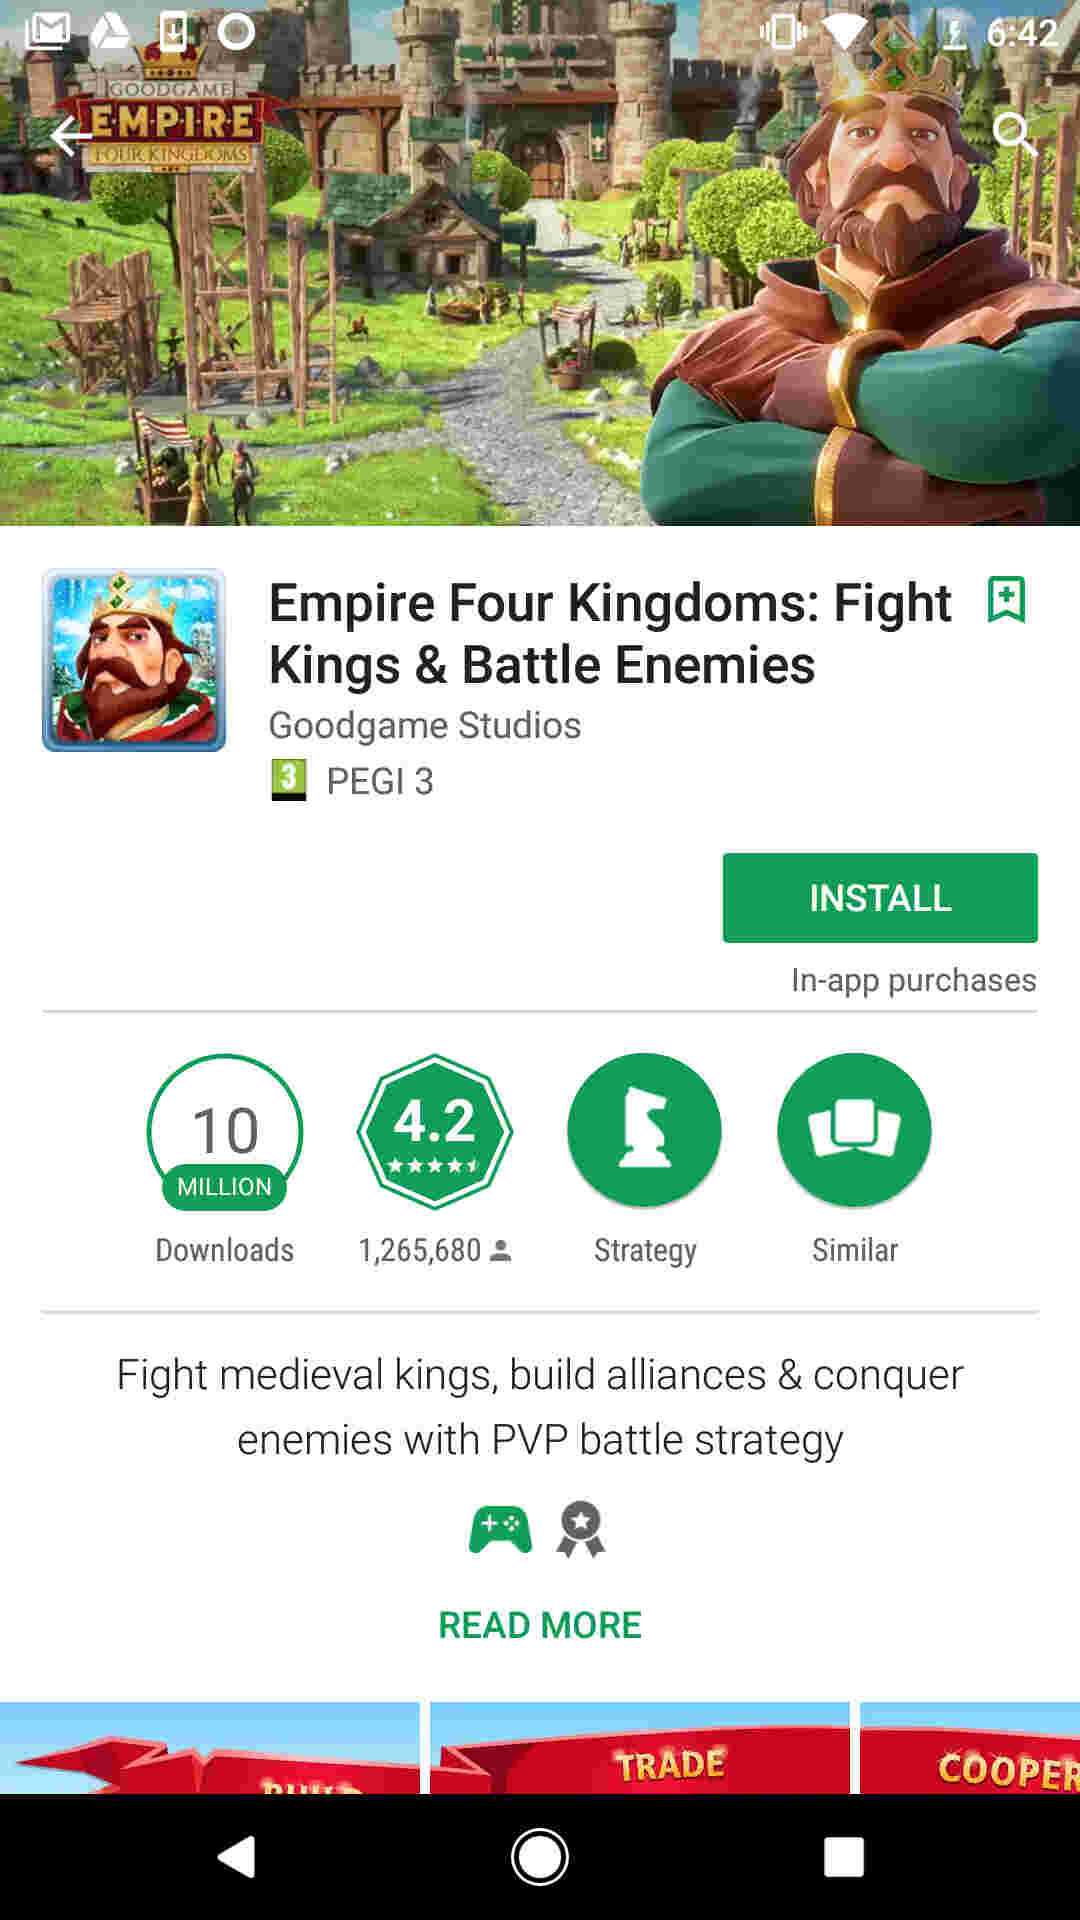 6:42
GOODGAME
EMPIRE
FOUR KINGDOMS
Empire Four Kingdoms: Fight
Kings & Battle Enemies
Goodgame Studios
3 PEGI 3
INSTALL
In-app purchases
10
MILLION
Downloads
4.2
1,265,680
Strategy
Similar
Fight medieval kings, build alliances & conquer
enemies with PVP battle strategy
READ MORE
BUILD
TRADE
COOPER